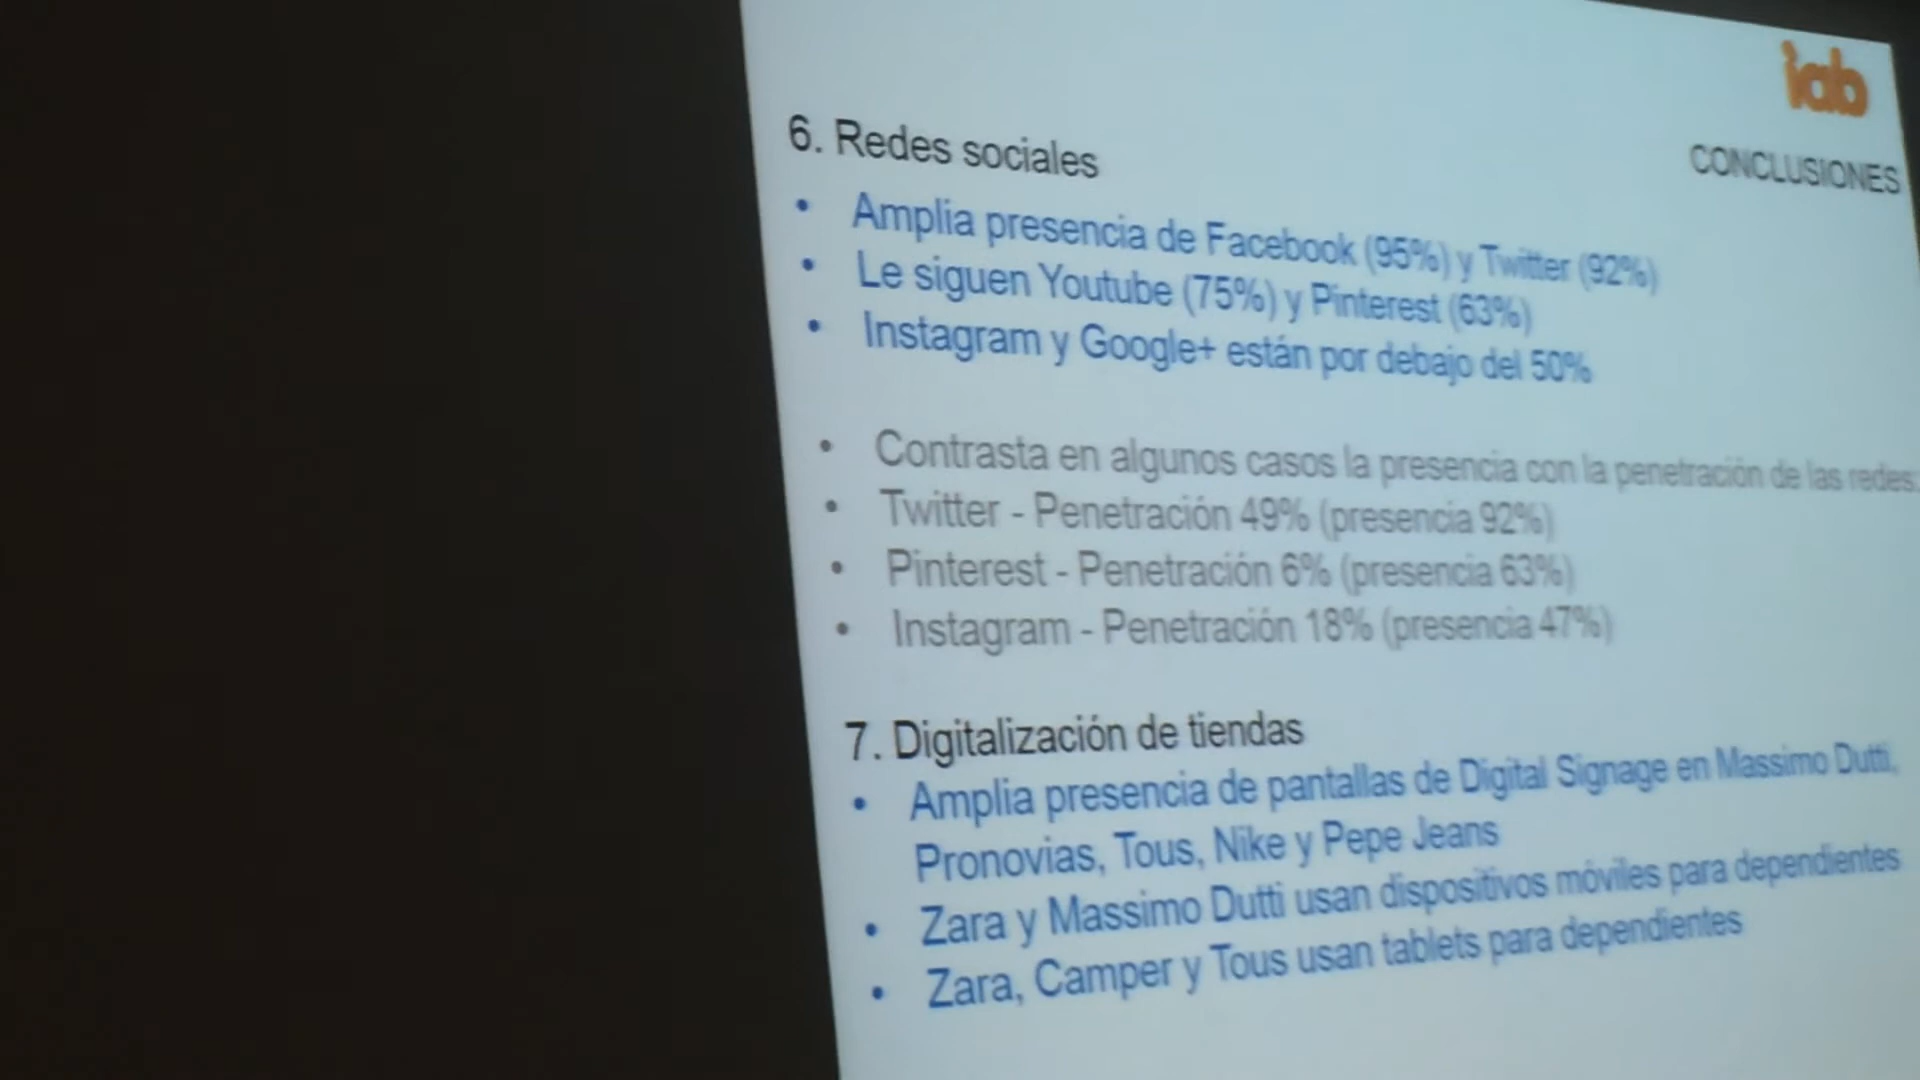 iab
CONCLUSIONES
6. Redes sociales
• Amplia presencia de Facebook (95%) y Twitter (92%)
• Le siguen Youtube (75%) y Pinterest (63%)
• Instagram y Google+ están por debajo del 50%
• Contrasta en algunos casos la presencia con la penetración de las redes:
• Twitter - Penetración 49% (presencia 92%)
• Pinterest - Penetración 6% (presencia 63%)
• Instagram - Penetración 18% (presencia 47%)
7. Digitalización de tiendas
• Amplia presencia de pantallas de Digital Signage en Massimo Dutti,
Pronovias, Tous, Nike y Pepe Jeans
• Zara y Massimo Dutti usan dispositivos móviles para dependientes
• Zara, Camper y Tous usan tablets para dependientes